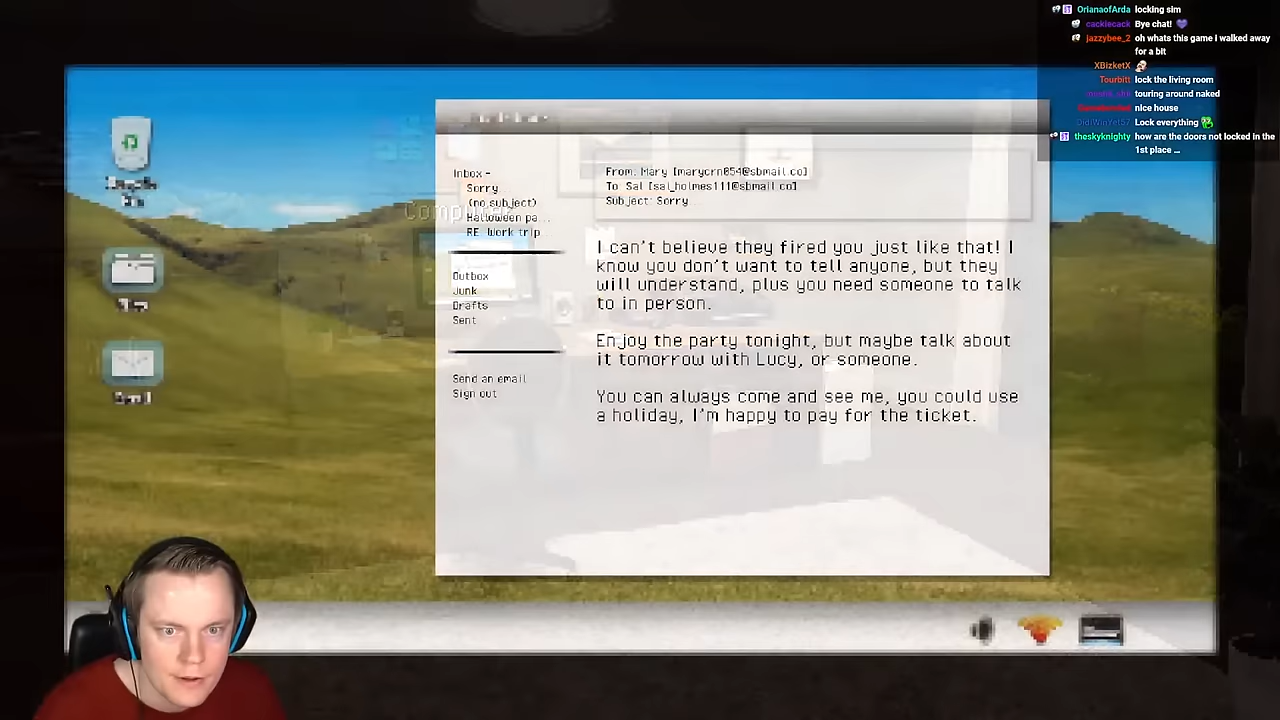 OrianaofArda locking sim
cackiecack Bye chat!
jazzybee_2 oh whats this game I walked away
for a bit
XBizketX
Tourbitt lock the living room
touring around naked
nice house
DidiWinyet57 Lock everything
theskyknighty how are the doors not locked in the
1st place ...
Inbox -
Sorry..
(no subject)
Halloween pa...
RE: Work trip..
Outbox
Junk
Drafts
Sent
Send an email
Sign out
From: Mary [marycrn054@sbmail.co]
To: Sal [sal_holmes111@sbmail.co]
Subject: Sorry..
I can't believe they fired you just like that! I
know you don't want to tell anyone, but they
will understand, plus you need someone to talk
to in person.
Enjoy the party tonight, but maybe talk about
it tomorrow with Lucy, or someone.
You can always come and see me, you could use
a holiday, I'm happy to pay for the ticket.
Computer